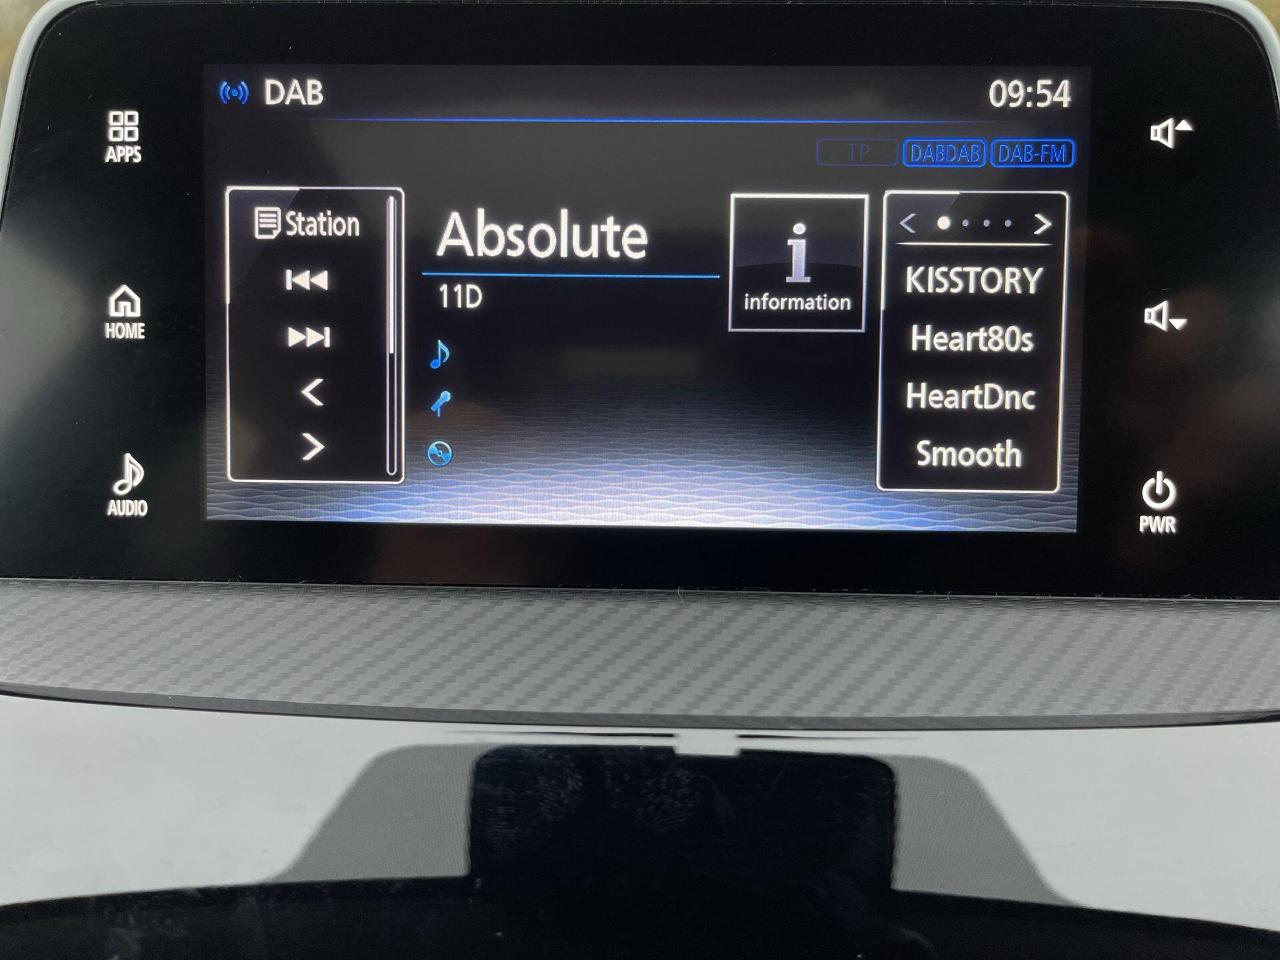 DAB
09:54
TP
DABDAB
DAB-FM
APPS
HOME
AUDIO
Station
Absolute
11D
i
information
KISSTORY
Heart80s
HeartDnc
Smooth
PWR